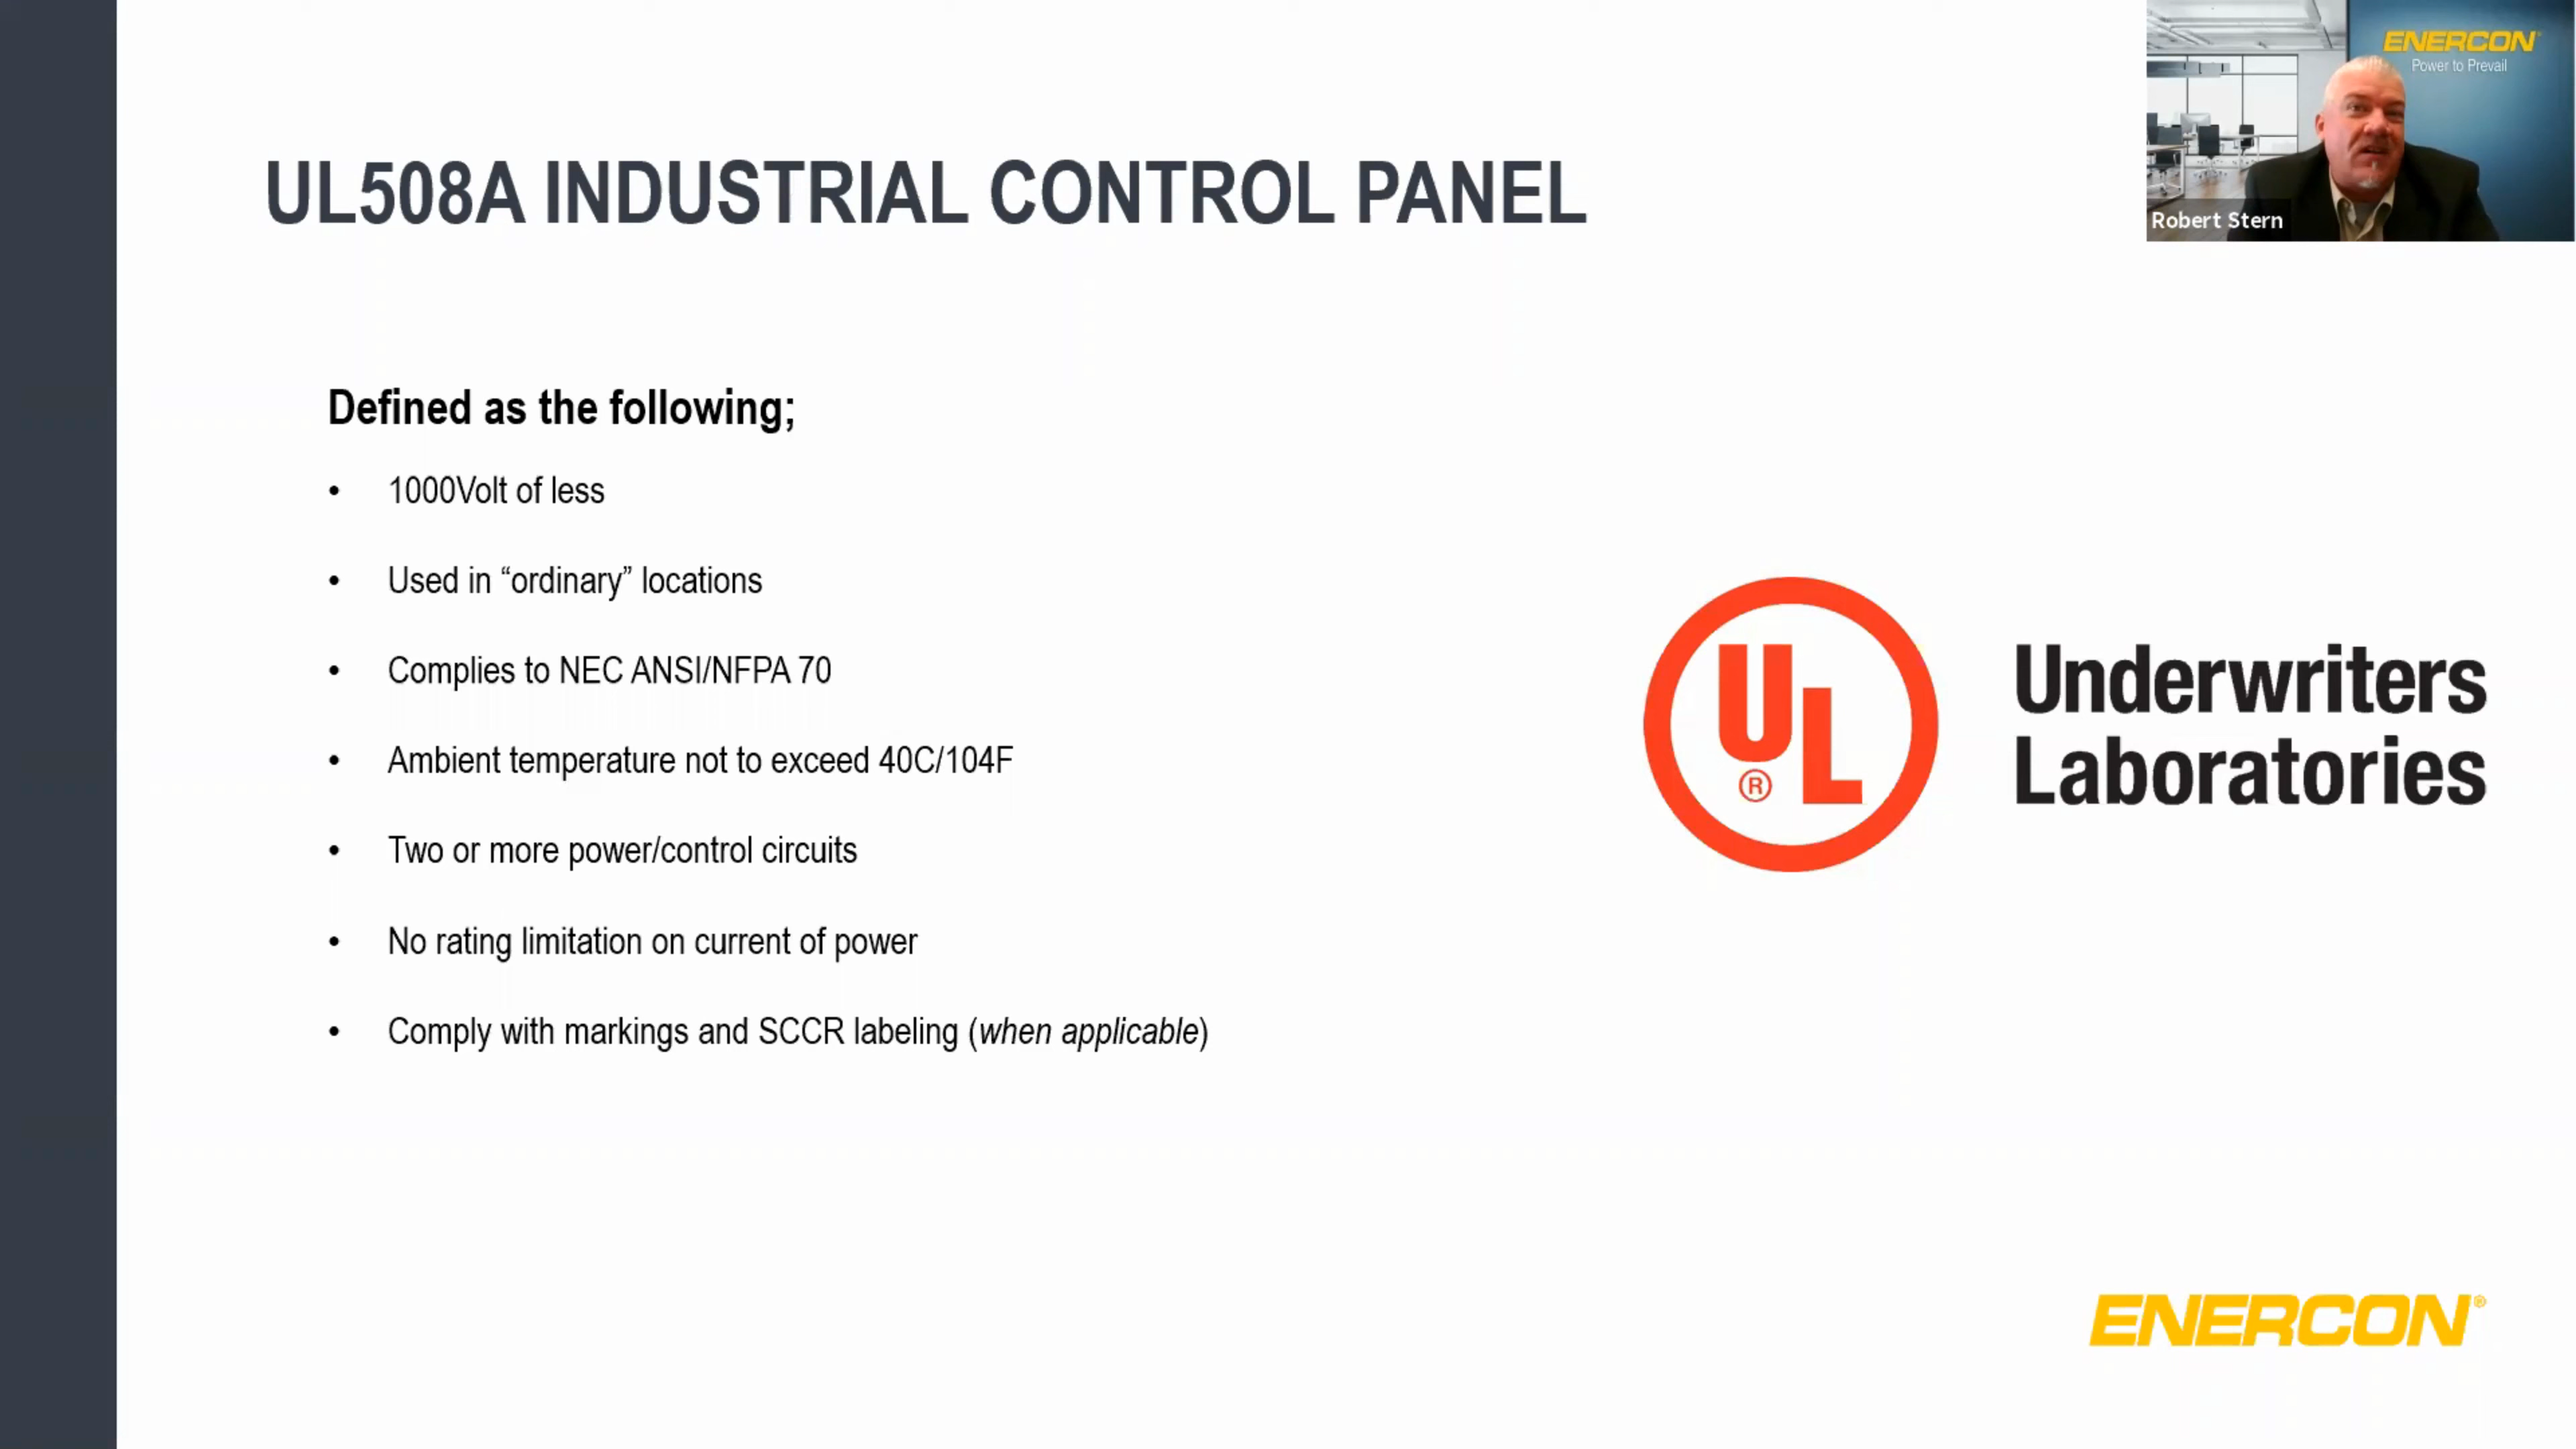 ENERCON®
Power to Prevail
Robert Stern
UL508A INDUSTRIAL CONTROL PANEL
Defined as the following;
• 1000Volt of less
• Used in “ordinary” locations
• Complies to NEC ANSI/NFPA 70
• Ambient temperature not to exceed 40C/104F
• Two or more power/control circuits
• No rating limitation on current of power
• Comply with markings and SCCR labeling (when applicable)
UL
®
Underwriters
Laboratories
ENERCON®